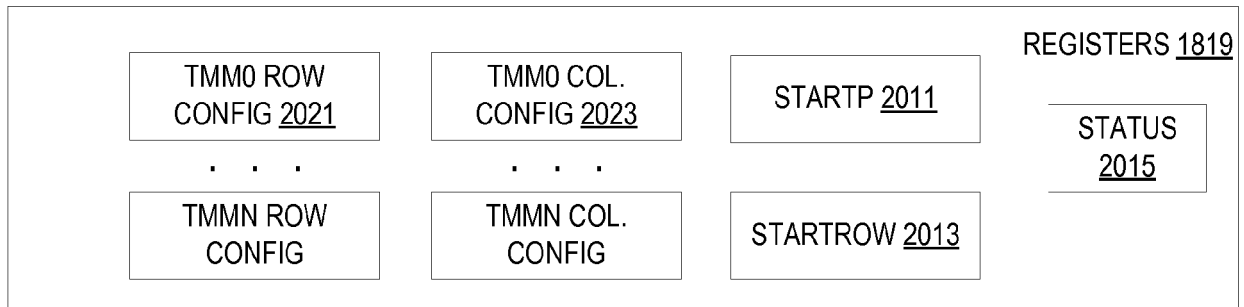 REGISTERS 1819
TMM0 ROW
CONFIG 2021
TMM0 COL.
CONFIG 2023
STARTP 2011
STATUS
2015
. . .
. . .
TMMN ROW
CONFIG
TMMN COL.
CONFIG
STARTROW 2013